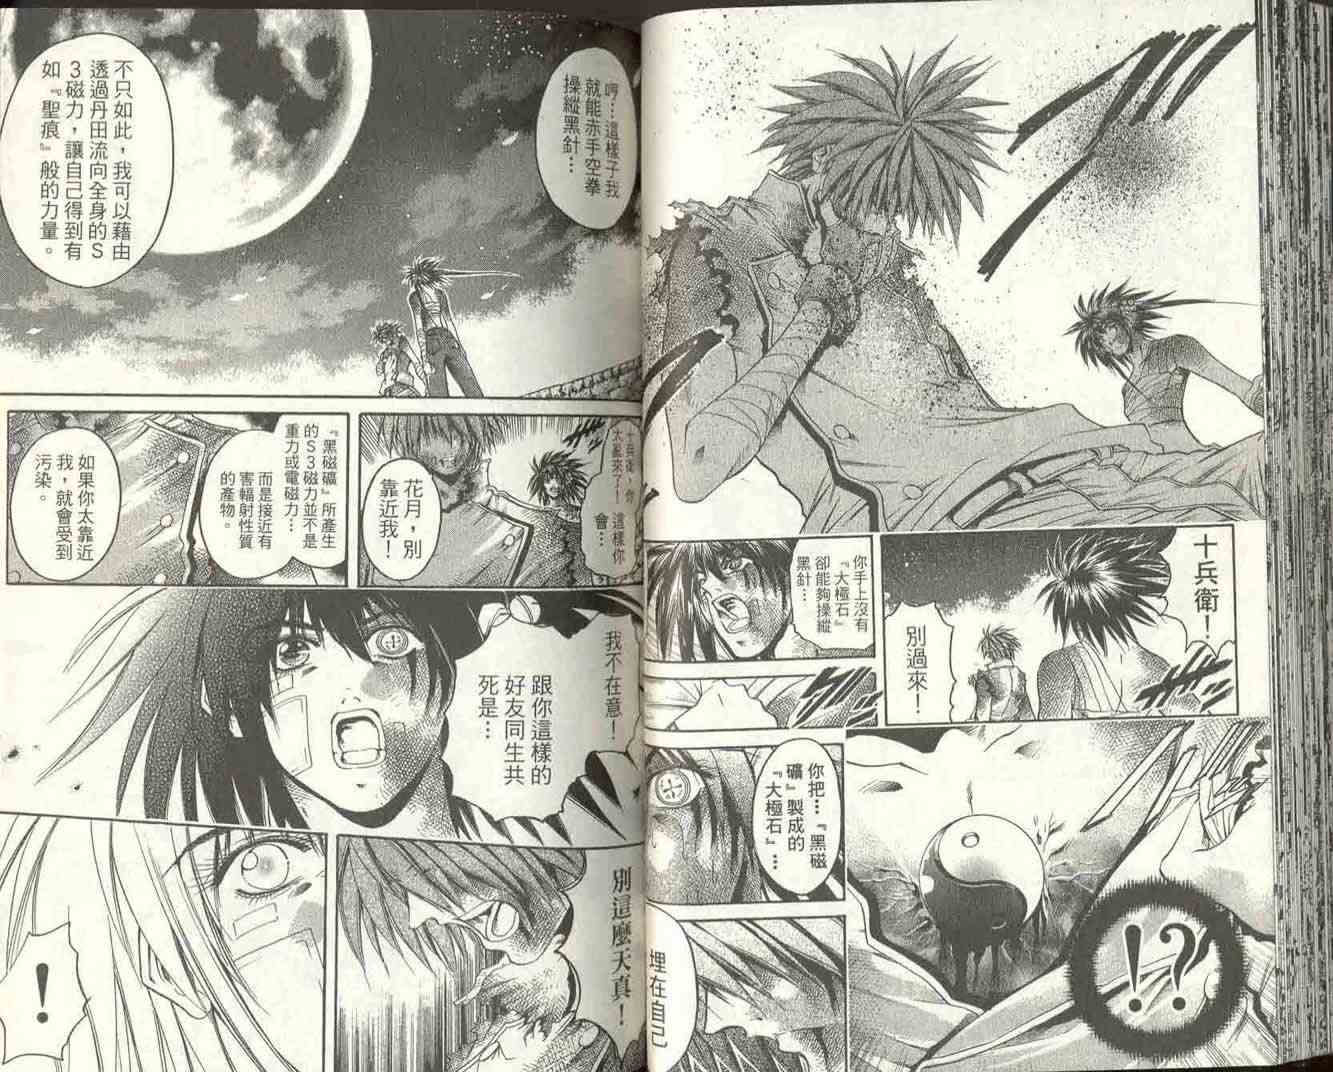 十兵衛！
別過來！
你手上沒有
『大極石』
卻能夠操縱
黑針…
!?
你把…『黑磁
礦』製成的
『大極石』…
埋在自己
哼…這樣子我
就能赤手空拳
操縱黑針…
不只如此，我可以藉由
透過丹田流向全身的S
3磁力，讓自己得到有
如『聖痕』般的力量。
十兵衛，你
大亂來了！這樣你
會…
花月，別
靠近我！
『黑磁礦』所產生
的S3磁力並不是
重力或電磁力…
而是接近有
害輻射性質
的產物。
如果你太靠近
我，就會受到
污染。
我不在意！
跟你這樣的
好友同生共
死是…
別這麼天真！
！